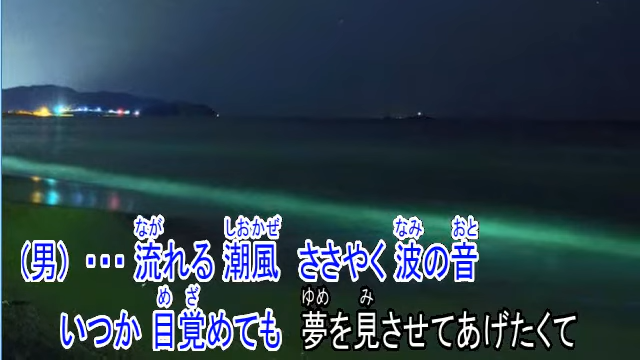 なが しおかぜ なみ おと
（男）･･･ 流れる 潮風 ささやく 波の音
め ざ ゆめ み
いつか 目覚めても 夢を見させてあげたくて